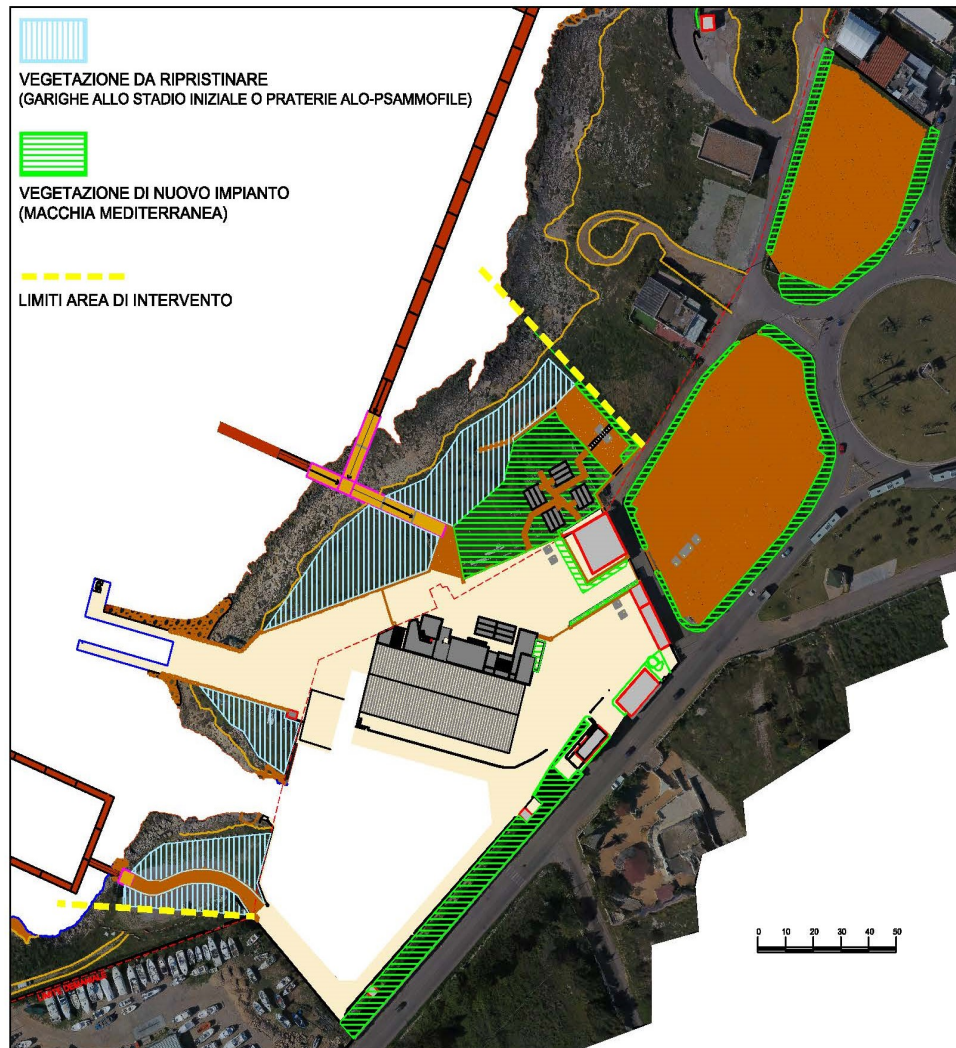 VEGETAZIONE DA RIPRISTINARE
(GARIGHE ALLO STADIO INIZIALE O PRATERIE ALO-PSAMMOFILE)
VEGETAZIONE DI NUOVO IMPIANTO
(MACCHIA MEDITERRANEA)
LIMITI AREA DI INTERVENTO
0 10 20 30 40 50